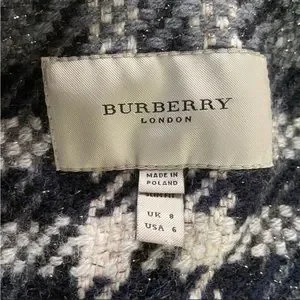 BURBERRY
LONDON
MADE IN
POLAND
UK 8
USA 6